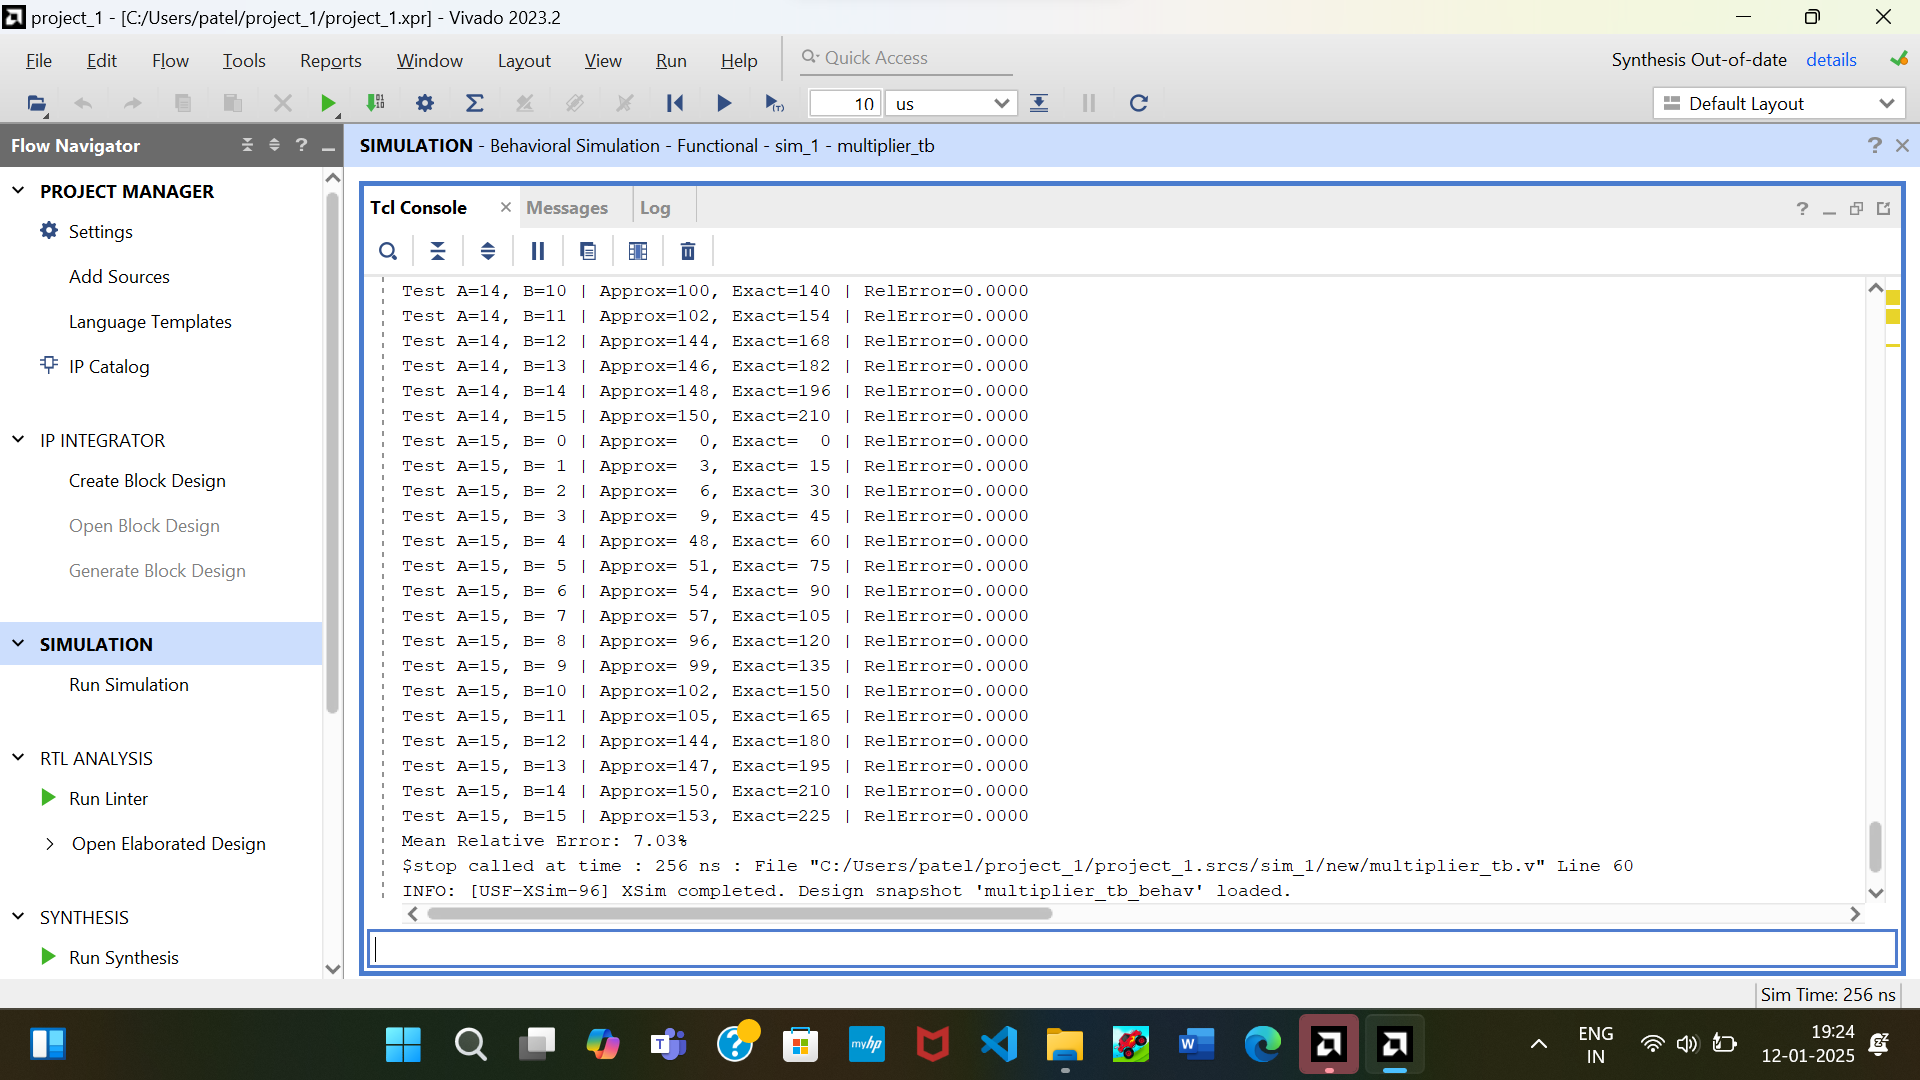 project_1 - [C:/Users/patel/project_1/project_1.xpr] - Vivado 2023.2
File Edit Flow Tools Reports Window Layout View Run Help Quick Access
Synthesis Out-of-date details
10 us
Default Layout
Flow Navigator
SIMULATION - Behavioral Simulation - Functional - sim_1 - multiplier_tb
PROJECT MANAGER
Settings
Add Sources
Language Templates
IP Catalog
IP INTEGRATOR
Create Block Design
Open Block Design
Generate Block Design
SIMULATION
Run Simulation
RTL ANALYSIS
Run Linter
Open Elaborated Design
SYNTHESIS
Run Synthesis
Tcl Console Messages Log
Test A=14, B=10 | Approx=100, Exact=140 | RelError=0.0000
Test A=14, B=11 | Approx=102, Exact=154 | RelError=0.0000
Test A=14, B=12 | Approx=144, Exact=168 | RelError=0.0000
Test A=14, B=13 | Approx=146, Exact=182 | RelError=0.0000
Test A=14, B=14 | Approx=148, Exact=196 | RelError=0.0000
Test A=14, B=15 | Approx=150, Exact=210 | RelError=0.0000
Test A=15, B= 0 | Approx=  0, Exact=  0 | RelError=0.0000
Test A=15, B= 1 | Approx=  3, Exact= 15 | RelError=0.0000
Test A=15, B= 2 | Approx=  6, Exact= 30 | RelError=0.0000
Test A=15, B= 3 | Approx=  9, Exact= 45 | RelError=0.0000
Test A=15, B= 4 | Approx= 48, Exact= 60 | RelError=0.0000
Test A=15, B= 5 | Approx= 51, Exact= 75 | RelError=0.0000
Test A=15, B= 6 | Approx= 54, Exact= 90 | RelError=0.0000
Test A=15, B= 7 | Approx= 57, Exact=105 | RelError=0.0000
Test A=15, B= 8 | Approx= 96, Exact=120 | RelError=0.0000
Test A=15, B= 9 | Approx= 99, Exact=135 | RelError=0.0000
Test A=15, B=10 | Approx=102, Exact=150 | RelError=0.0000
Test A=15, B=11 | Approx=105, Exact=165 | RelError=0.0000
Test A=15, B=12 | Approx=144, Exact=180 | RelError=0.0000
Test A=15, B=13 | Approx=147, Exact=195 | RelError=0.0000
Test A=15, B=14 | Approx=150, Exact=210 | RelError=0.0000
Test A=15, B=15 | Approx=153, Exact=225 | RelError=0.0000
Mean Relative Error: 7.03%
$stop called at time : 256 ns : File "C:/Users/patel/project_1/project_1.srcs/sim_1/new/multiplier_tb.v" Line 60
INFO: [USF-XSim-96] XSim completed. Design snapshot 'multiplier_tb_behav' loaded.
Sim Time: 256 ns
myhp
ENG
IN
19:24
12-01-2025